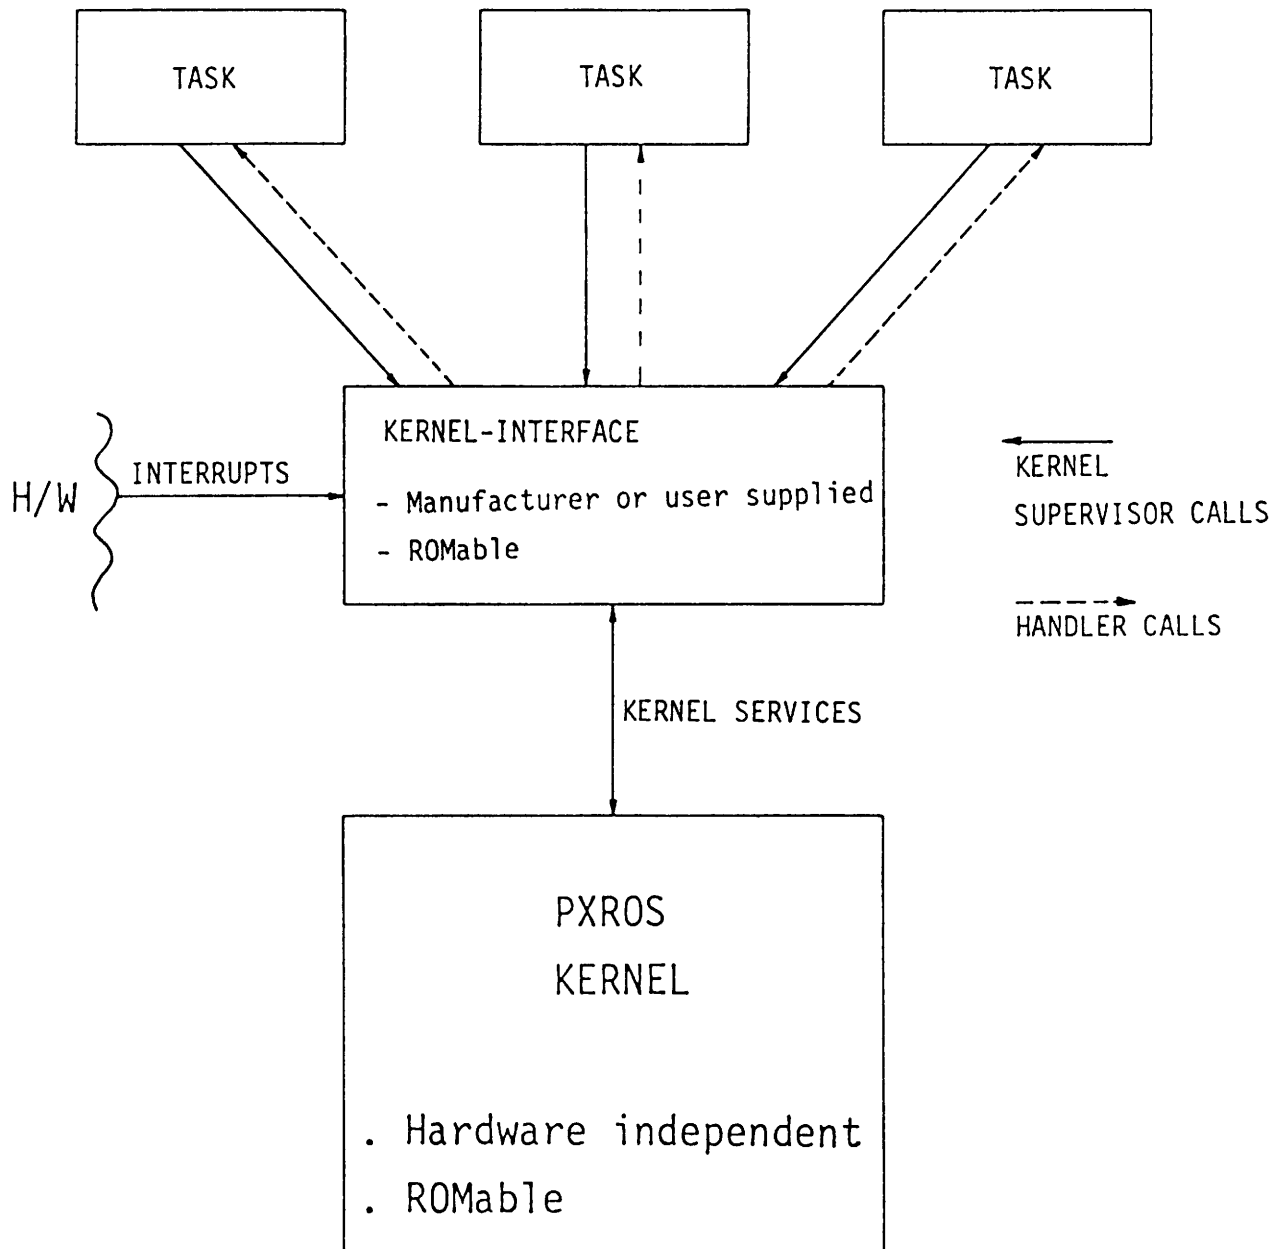 TASK
TASK
TASK
KERNEL-INTERFACE
- Manufacturer or user supplied
- ROMable
H/W
INTERRUPTS
KERNEL
SUPERVISOR CALLS
HANDLER CALLS
KERNEL SERVICES
PXROS
KERNEL
. Hardware independent
. ROMable